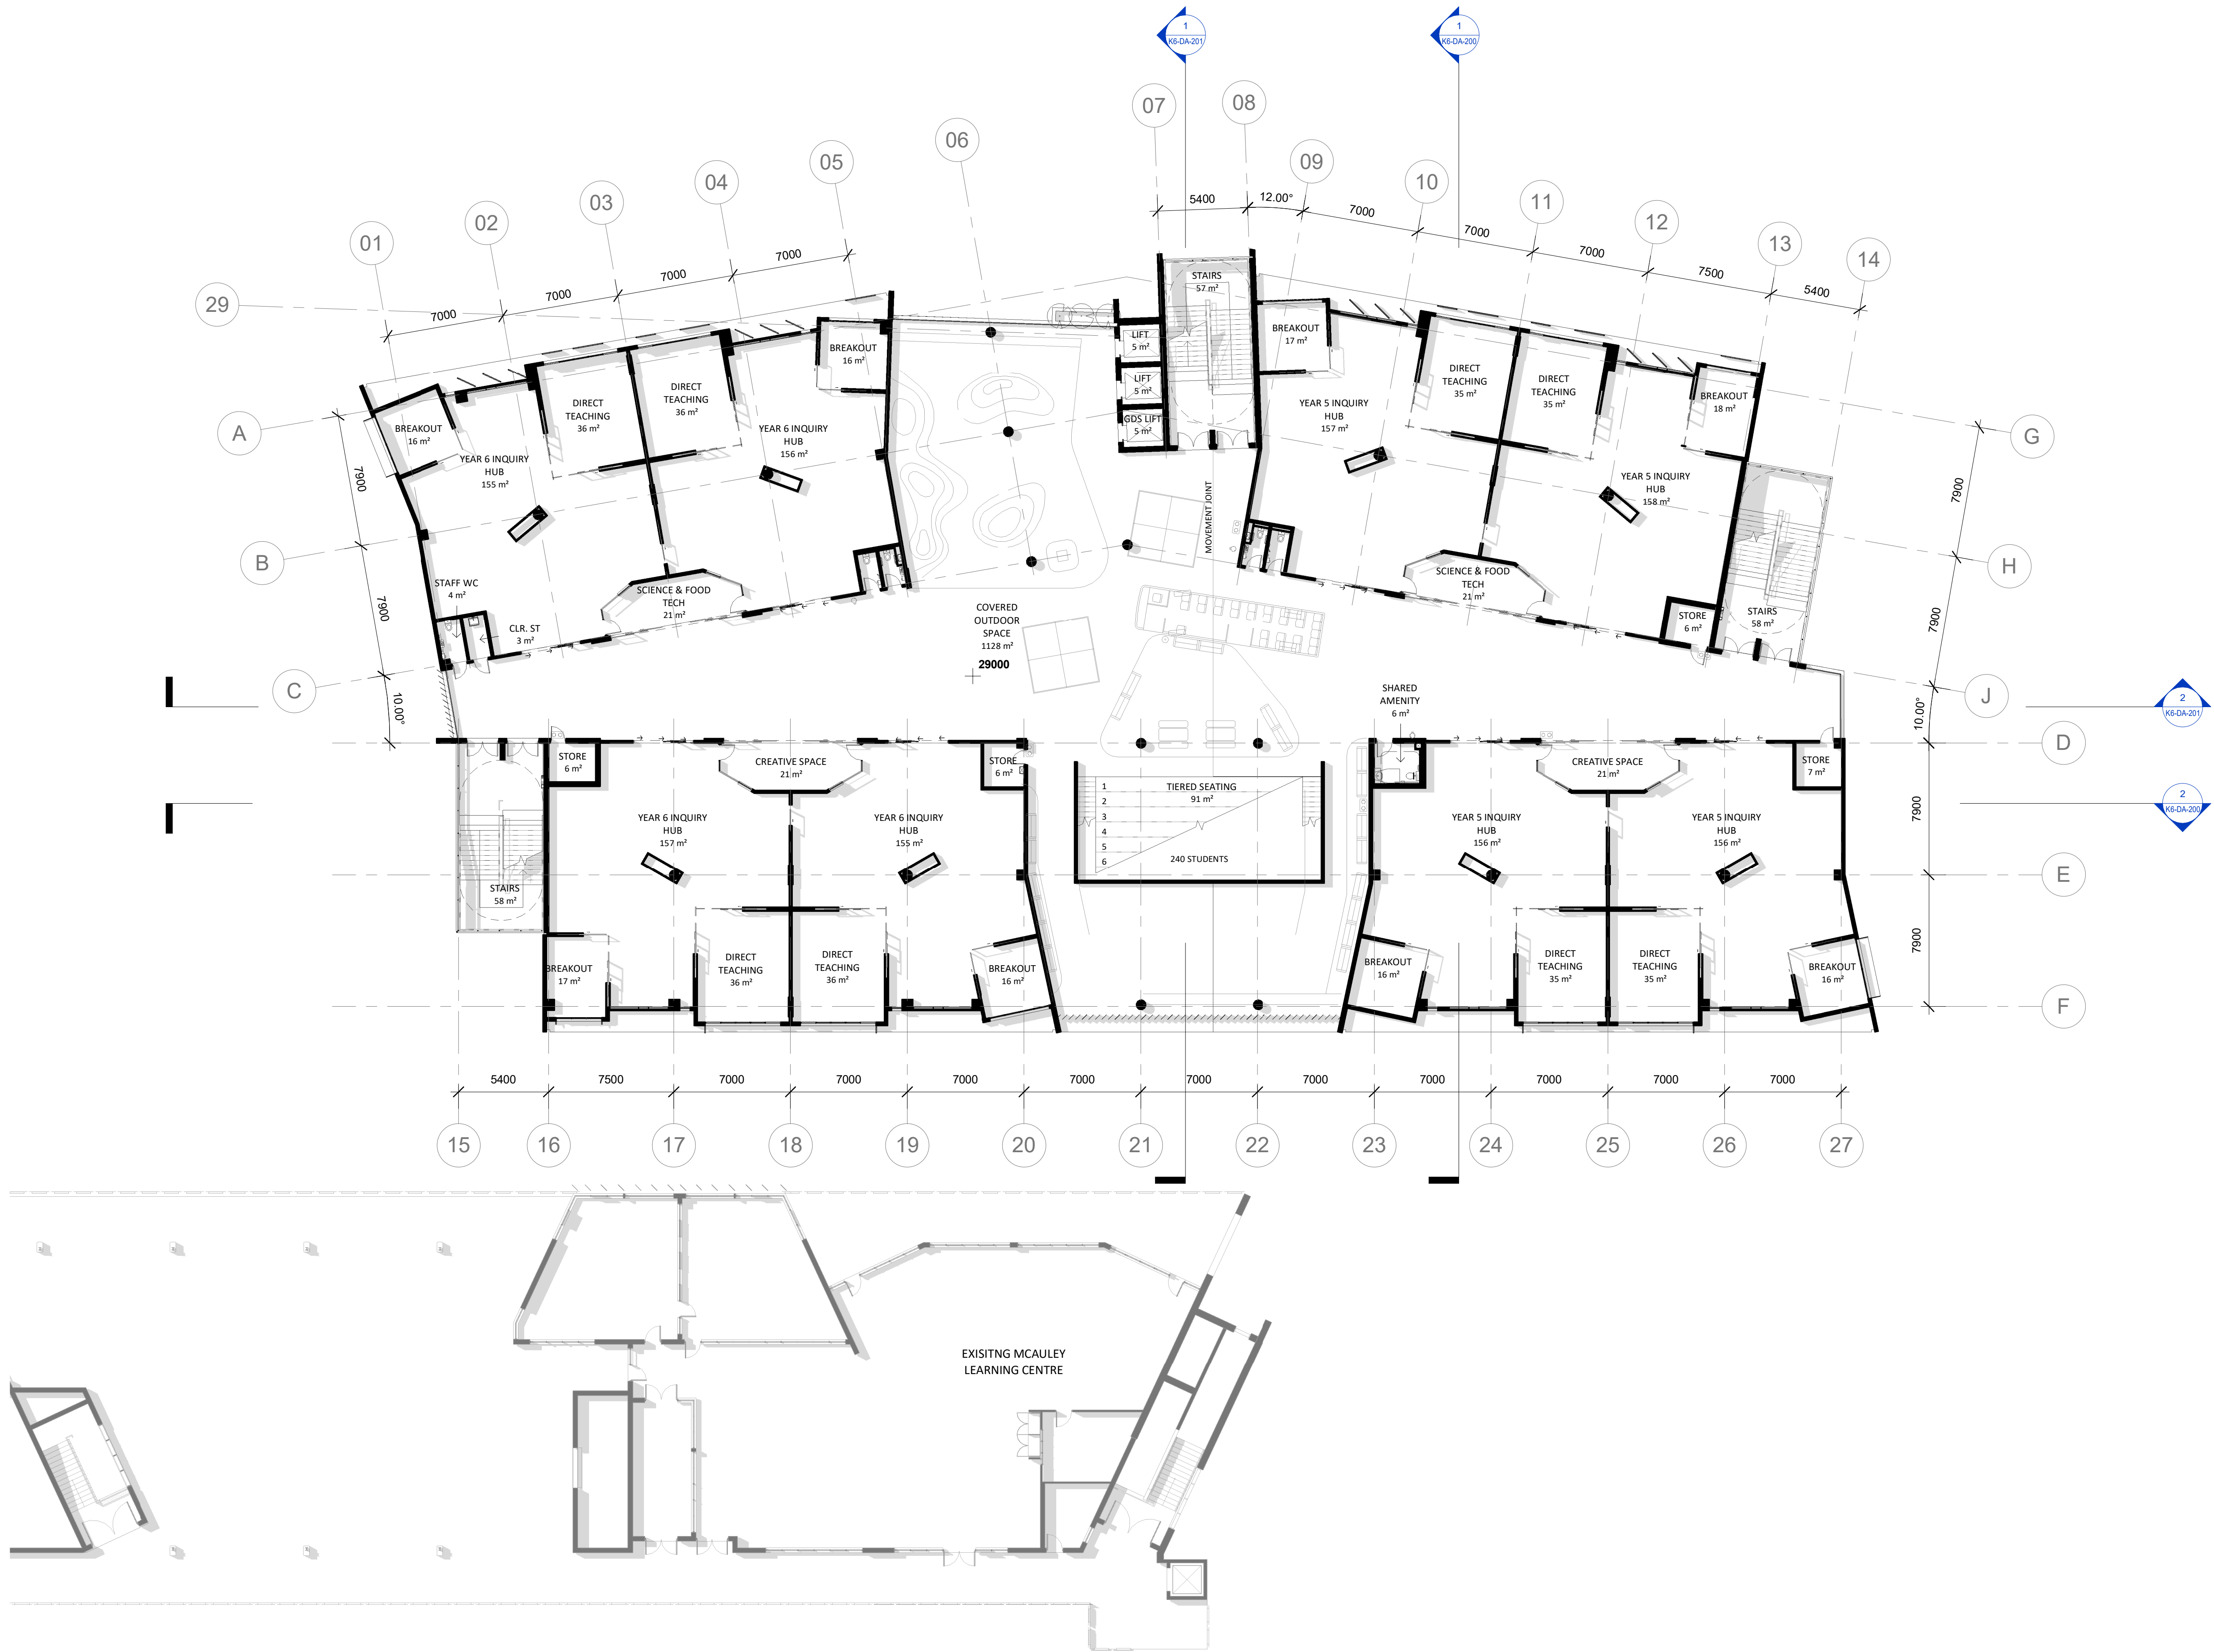 1
K6-DA-201
1
K6-DA-200
07
08
06
05
04
03
02
01
29
09
10
11
12
13
14
5400
12.00°
7000
7000
7000
7500
5400
7000
7000
7000
7000
STAIRS
57 m²
LIFT
5 m²
LIFT
5 m²
GDS LIFT
5 m²
BREAKOUT
17 m²
BREAKOUT
16 m²
DIRECT
TEACHING
36 m²
DIRECT
TEACHING
36 m²
BREAKOUT
16 m²
YEAR 6 INQUIRY
HUB
155 m²
YEAR 6 INQUIRY
HUB
156 m²
DIRECT
TEACHING
35 m²
DIRECT
TEACHING
35 m²
BREAKOUT
18 m²
YEAR 5 INQUIRY
HUB
157 m²
YEAR 5 INQUIRY
HUB
158 m²
A
B
C
7900
7900
10.00°
G
H
J
7900
7900
10.00°
MOVEMENT JOINT
STAFF WC
4 m²
CLR. ST
3 m²
SCIENCE & FOOD
TECH
21 m²
COVERED
OUTDOOR
SPACE
1128 m²
29000
SCIENCE & FOOD
TECH
21 m²
STORE
6 m²
STAIRS
58 m²
SHARED
AMENITY
6 m²
2
K6-DA-201
D
2
K6-DA-200
E
F
7900
7900
STORE
6 m²
CREATIVE SPACE
21 m²
STORE
6 m²
TIERED SEATING
91 m²
1
2
3
4
5
6
240 STUDENTS
CREATIVE SPACE
21 m²
STORE
7 m²
YEAR 6 INQUIRY
HUB
157 m²
YEAR 6 INQUIRY
HUB
155 m²
YEAR 5 INQUIRY
HUB
156 m²
YEAR 5 INQUIRY
HUB
156 m²
STAIRS
58 m²
BREAKOUT
17 m²
DIRECT
TEACHING
36 m²
DIRECT
TEACHING
36 m²
BREAKOUT
16 m²
BREAKOUT
16 m²
DIRECT
TEACHING
35 m²
DIRECT
TEACHING
35 m²
BREAKOUT
16 m²
5400
7500
7000
7000
7000
7000
7000
7000
7000
7000
7000
7000
15
16
17
18
19
20
21
22
23
24
25
26
27
EXISITNG MCAULEY
LEARNING CENTRE